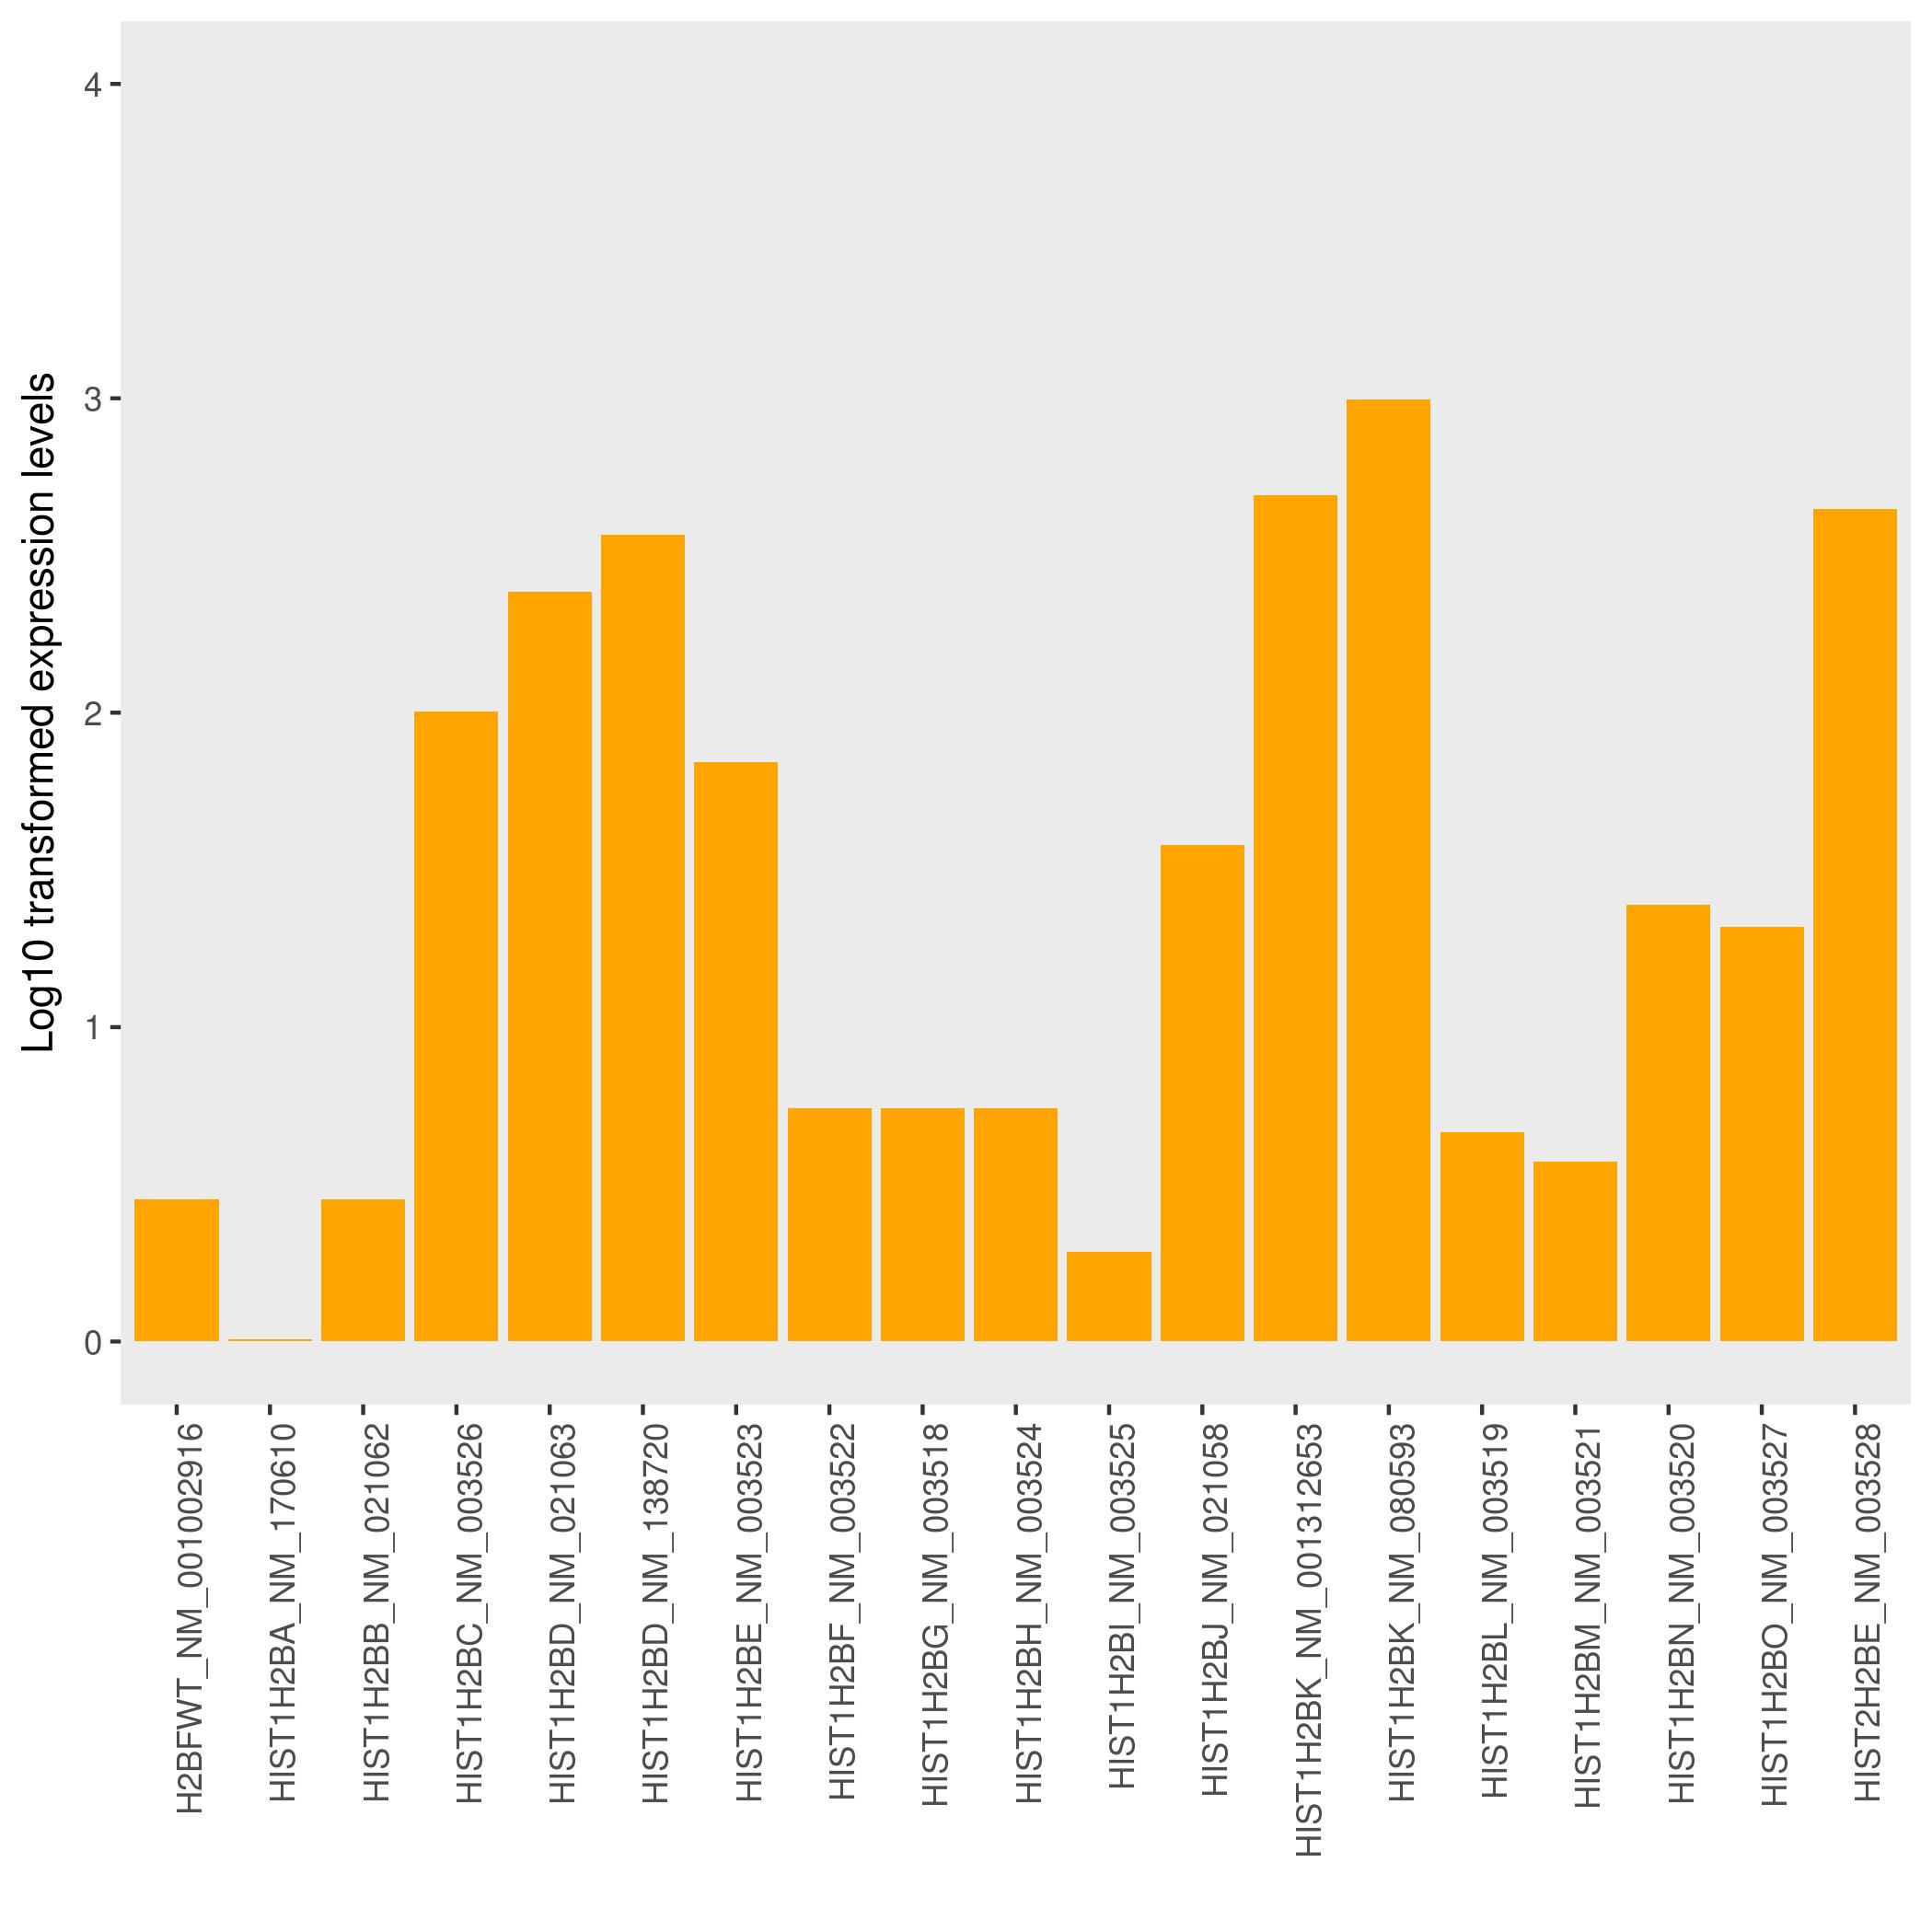 Log10 transformed expression levels
4
3
2
1
0
H2BFWT_NM_001002916
HIST1H2BA_NM_170610
HIST1H2BB_NM_021062
HIST1H2BC_NM_003526
HIST1H2BD_NM_021063
HIST1H2BD_NM_138720
HIST1H2BE_NM_003523
HIST1H2BF_NM_003522
HIST1H2BG_NM_003518
HIST1H2BH_NM_003524
HIST1H2BI_NM_003525
HIST1H2BJ_NM_021058
HIST1H2BK_NM_001312653
HIST1H2BK_NM_080593
HIST1H2BL_NM_003519
HIST1H2BM_NM_003521
HIST1H2BN_NM_003520
HIST1H2BO_NM_003527
HIST2H2BE_NM_003528